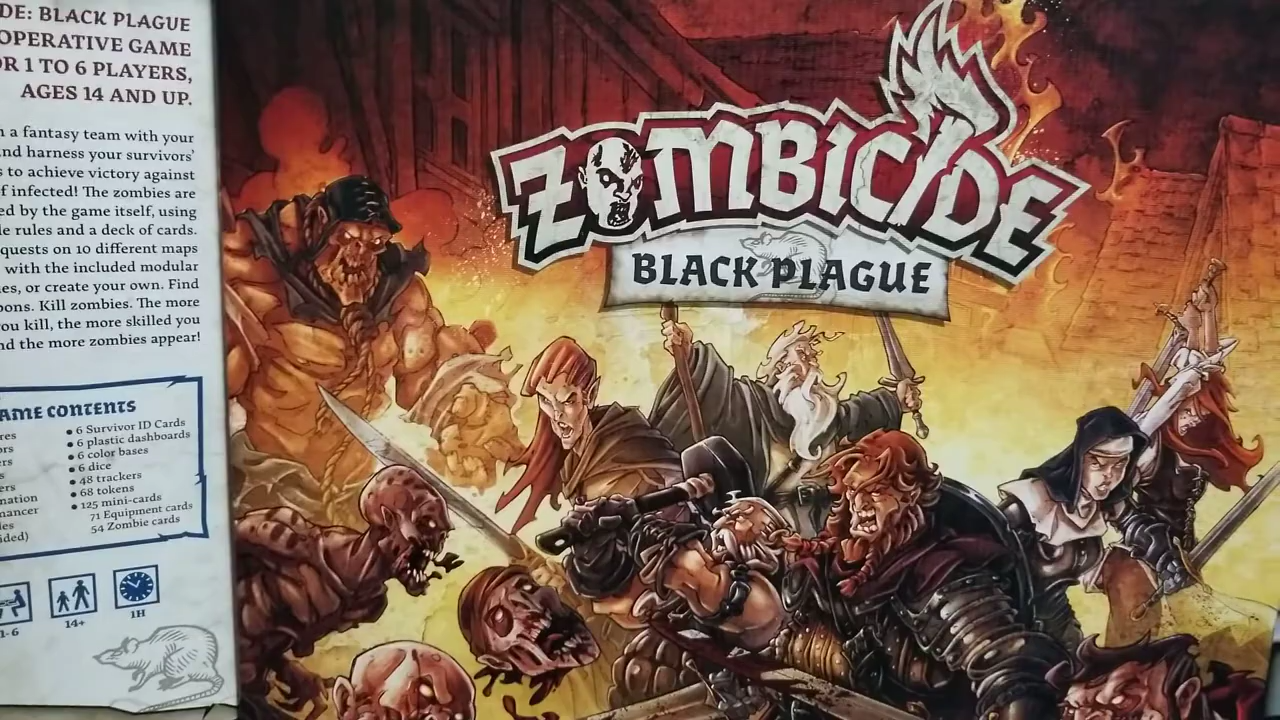 DE: BLACK PLAGUE
OPERATIVE GAME
OR 1 TO 6 PLAYERS,
AGES 14 AND UP.
a fantasy team with your
nd harness your survivors'
s to achieve victory against
f infected! The zombies are
ed by the game itself, using
le rules and a deck of cards.
quests on 10 different maps
with the included modular
es, or create your own. Find
pons. Kill zombies. The more
ou kill, the more skilled you
nd the more zombies appear!
AME CONTENTS
res
ors
ers
s
ers
mation
mancer
les
ided)
• 6 Survivor ID Cards
• 6 plastic dashboards
• 6 color bases
• 6 dice
• 48 trackers
• 68 tokens
• 125 mini-cards
71 Equipment cards
54 Zombie cards
1-6
14+
1H
ZOMBICIDE
BLACK PLAGUE